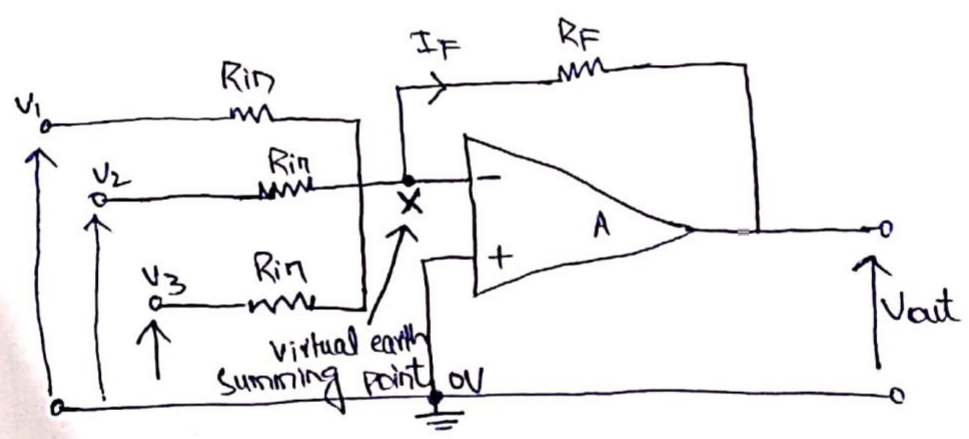 IF
RF
Rin
V1
Rin
V2
X
−
A
+
Rin
V3
Vout
virtual earth
summing point
0V